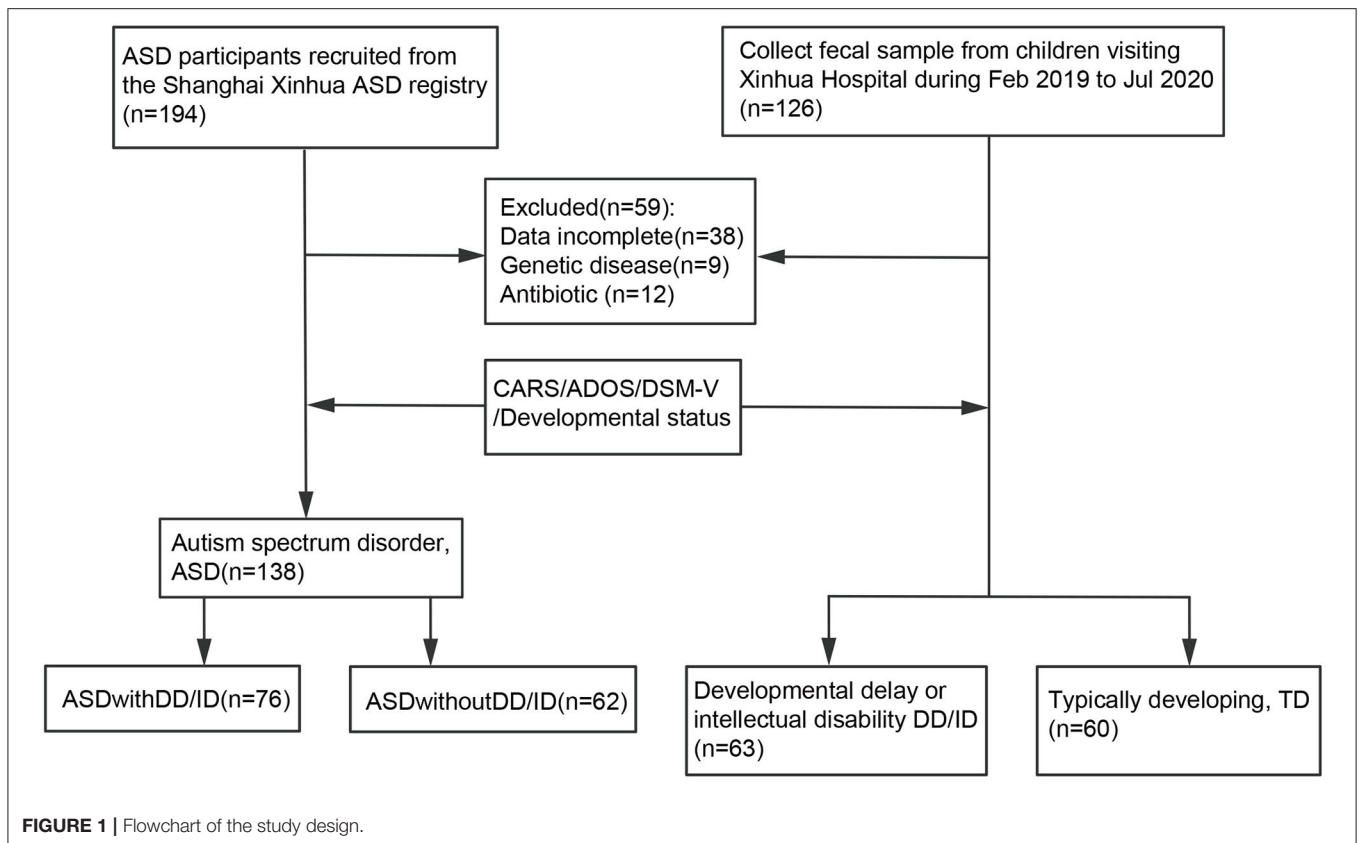 ASD participants recruited from
the Shanghai Xinhua ASD registry
(n=194)
Collect fecal sample from children visiting
Xinhua Hospital during Feb 2019 to Jul 2020
(n=126)
Excluded(n=59):
Data incomplete(n=38)
Genetic disease(n=9)
Antibiotic (n=12)
CARS/ADOS/DSM-V
/Developmental status
Autism spectrum disorder,
ASD(n=138)
ASDwithDD/ID(n=76)
ASDwithoutDD/ID(n=62)
Developmental delay or
intellectual disability DD/ID
(n=63)
Typically developing, TD
(n=60)
FIGURE 1 | Flowchart of the study design.